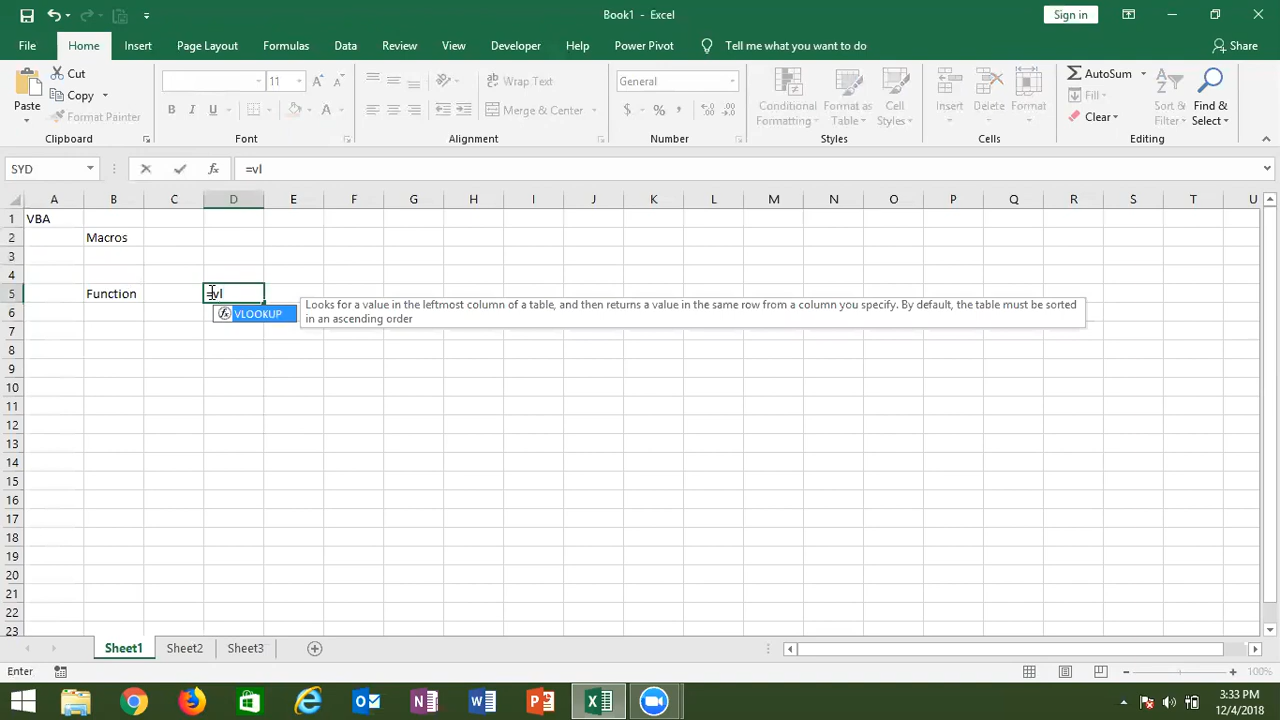 Book1 - Excel
Sign in
File Home Insert Page Layout Formulas Data Review View Developer Help Power Pivot Tell me what you want to do Share
Paste
Cut
Copy
Format Painter
Clipboard
11
B I U
Font
Wrap Text
Merge & Center
Alignment
General
$ % ,
Number
Conditional Formatting
Format as Table
Cell Styles
Styles
Insert
Delete
Format
Cells
AutoSum
Fill
Clear
Sort & Filter
Find & Select
Editing
SYD =vl
A B C D E F G H I J K L M N O P Q R S T U
1 VBA
2 Macros
3
4
5 Function =vl
6 VLOOKUP
Looks for a value in the leftmost column of a table, and then returns a value in the same row from a column you specify. By default, the table must be sorted
in an ascending order
7
8
9
10
11
12
13
14
15
16
17
18
19
20
21
22
23
Sheet1 Sheet2 Sheet3
Enter
3:33 PM
12/4/2018